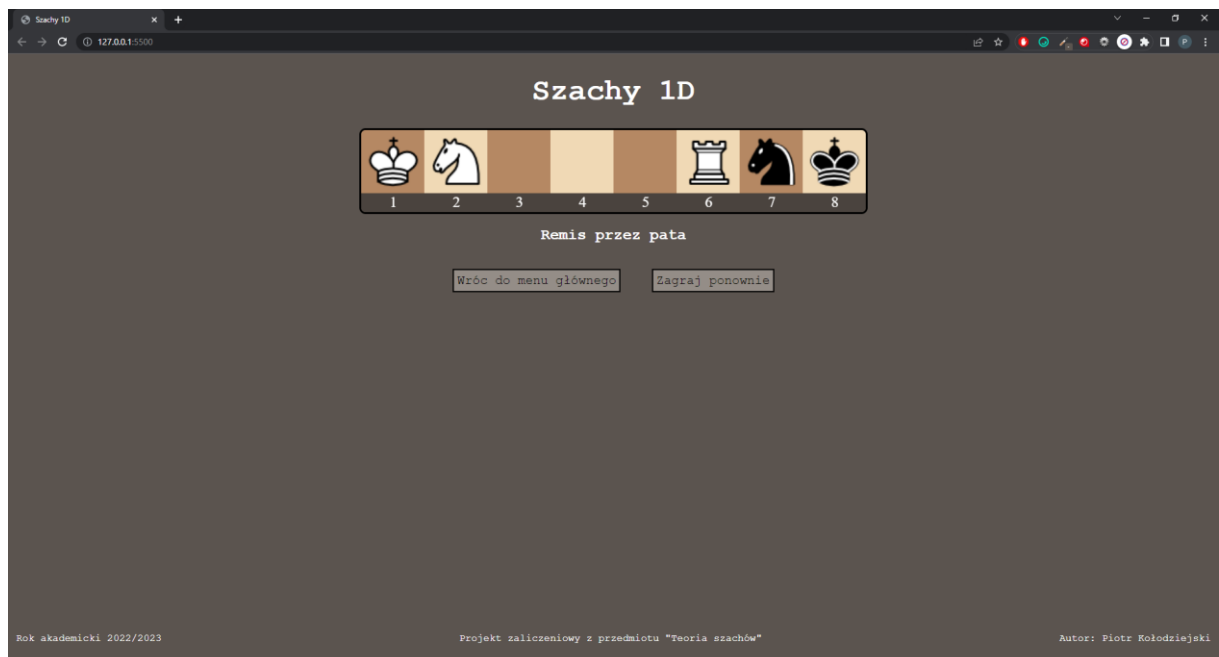 Szachy 1D
127.0.0.1:5500
P
Szachy 1D
1 2 3 4 5 6 7 8
Remis przez pata
Wróc do menu głównego Zagraj ponownie
Rok akademicki 2022/2023 Projekt zaliczeniowy z przedmiotu "Teoria szachów" Autor: Piotr Kołodziejski